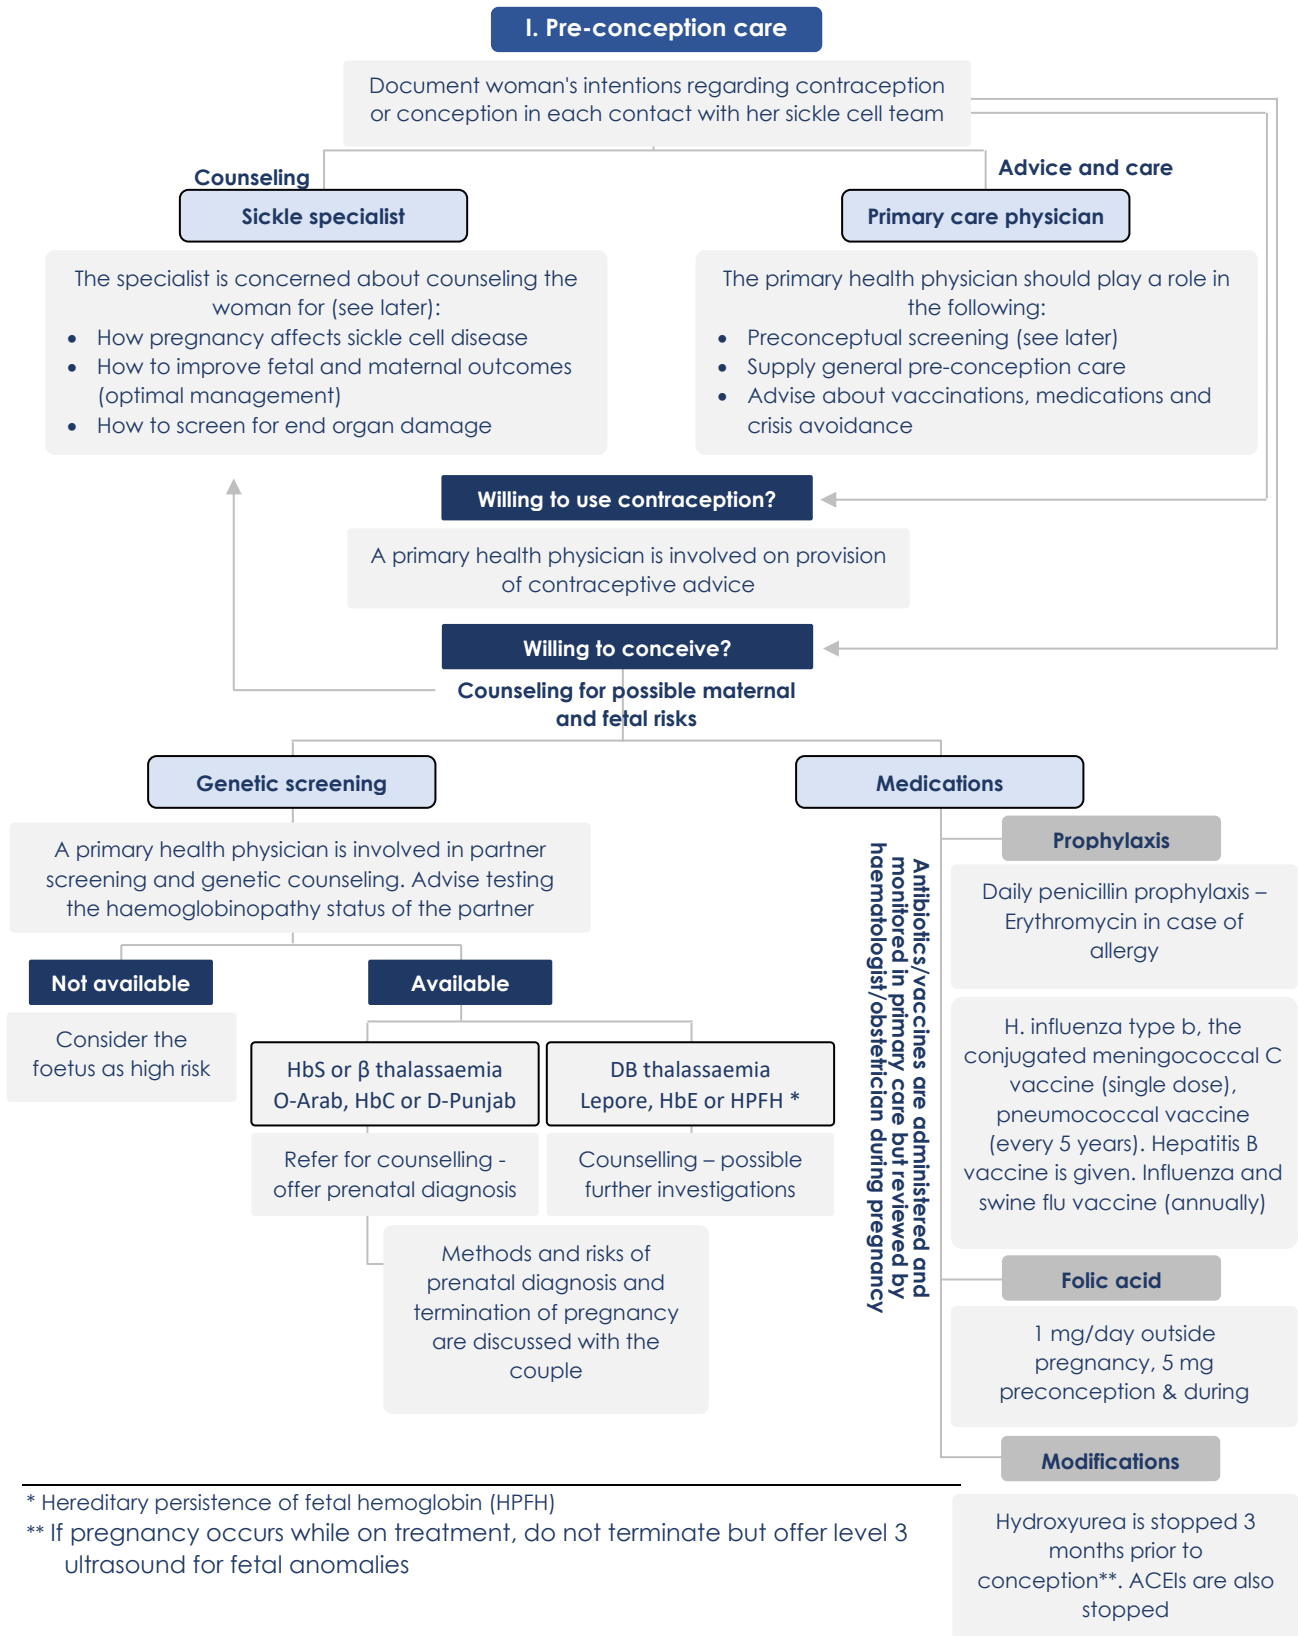 I. Pre-conception care
Document woman's intentions regarding contraception
or conception in each contact with her sickle cell team
Counseling
Advice and care
Sickle specialist
Primary care physician
The specialist is concerned about counseling the
woman for (see later):
• How pregnancy affects sickle cell disease
• How to improve fetal and maternal outcomes
(optimal management)
• How to screen for end organ damage
The primary health physician should play a role in
the following:
• Preconceptual screening (see later)
• Supply general pre-conception care
• Advise about vaccinations, medications and
crisis avoidance
Willing to use contraception?
A primary health physician is involved on provision
of contraceptive advice
Willing to conceive?
Counseling for possible maternal
and fetal risks
Genetic screening
A primary health physician is involved in partner
screening and genetic counseling. Advise testing
the haemoglobinopathy status of the partner
Not available
Consider the
foetus as high risk
Available
HbS or β thalassaemia
O-Arab, HbC or D-Punjab
Refer for counselling -
offer prenatal diagnosis
Methods and risks of
prenatal diagnosis and
termination of pregnancy
are discussed with the
couple
DB thalassaemia
Lepore, HbE or HPFH *
Counselling – possible
further investigations
Medications
Antibiotics/vaccines are administered and
monitored in primary care but reviewed by
haematologist/obstetrician during pregnancy
Prophylaxis
Daily penicillin prophylaxis –
Erythromycin in case of
allergy
H. influenza type b, the
conjugated meningococcal C
vaccine (single dose),
pneumococcal vaccine
(every 5 years). Hepatitis B
vaccine is given. Influenza and
swine flu vaccine (annually)
Folic acid
1 mg/day outside
pregnancy, 5 mg
preconception & during
Modifications
Hydroxyurea is stopped 3
months prior to
conception**. ACEIs are also
stopped
* Hereditary persistence of fetal hemoglobin (HPFH)
** If pregnancy occurs while on treatment, do not terminate but offer level 3
ultrasound for fetal anomalies